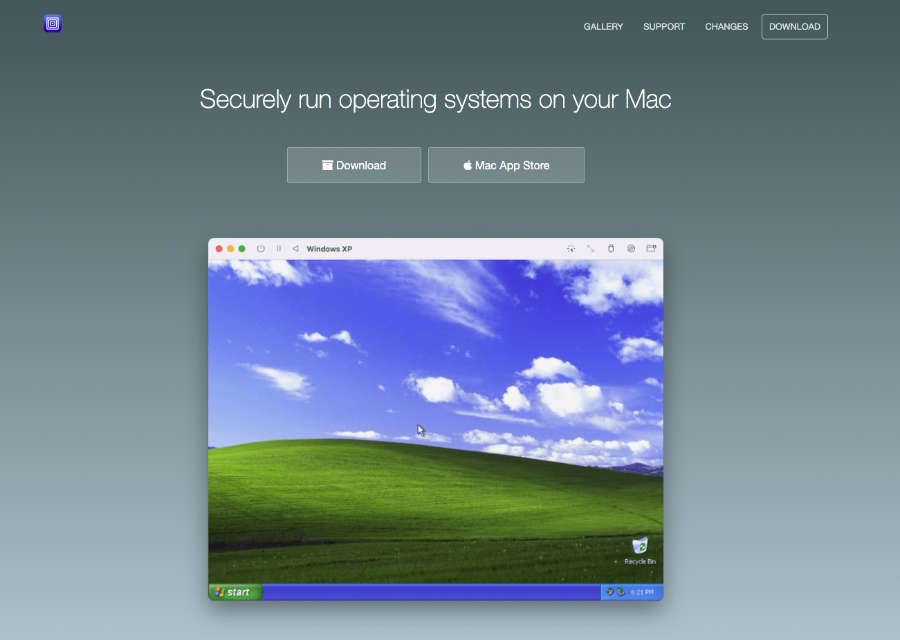 GALLERY SUPPORT CHANGES DOWNLOAD
Securely run operating systems on your Mac
Download Mac App Store
Windows XP
Recycle Bin
start 6:21 PM